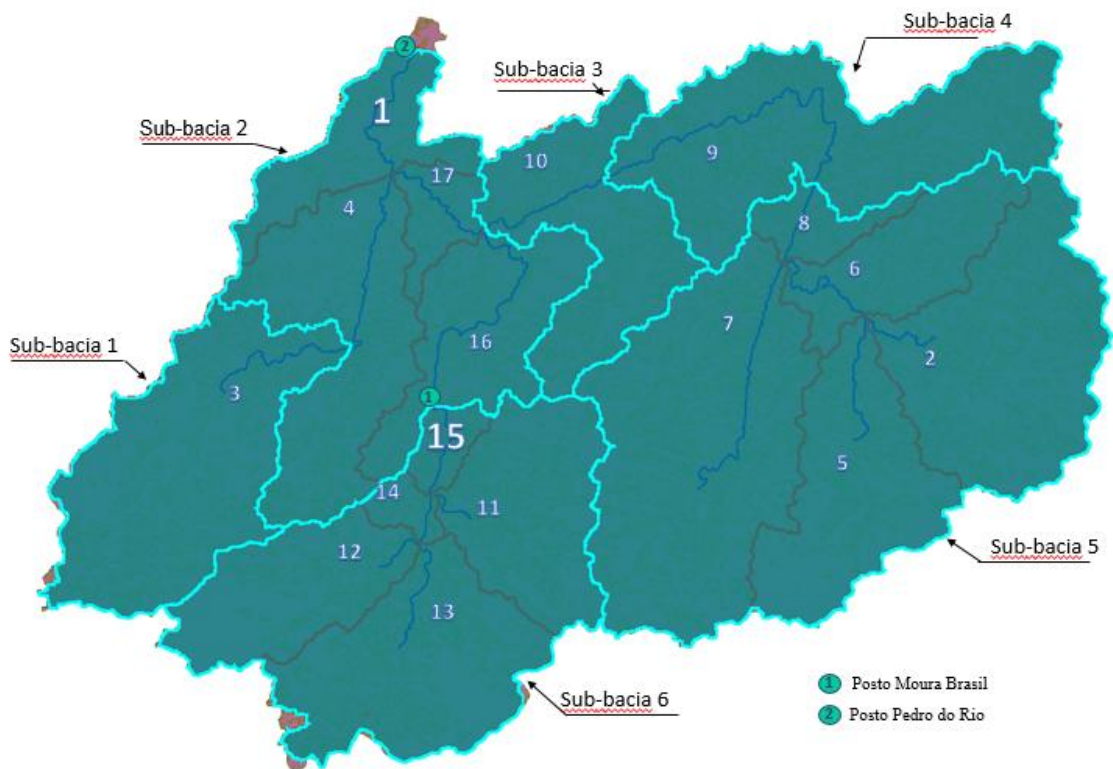 Sub-bacia 4
2
Sub-bacia 3
1
Sub-bacia 2
10
9
17
4
8
6
7
16
2
Sub-bacia 1
3
1
15
5
14
11
12
Sub-bacia 5
13
1 Posto Moura Brasil
Sub-bacia 6
2 Posto Pedro do Rio